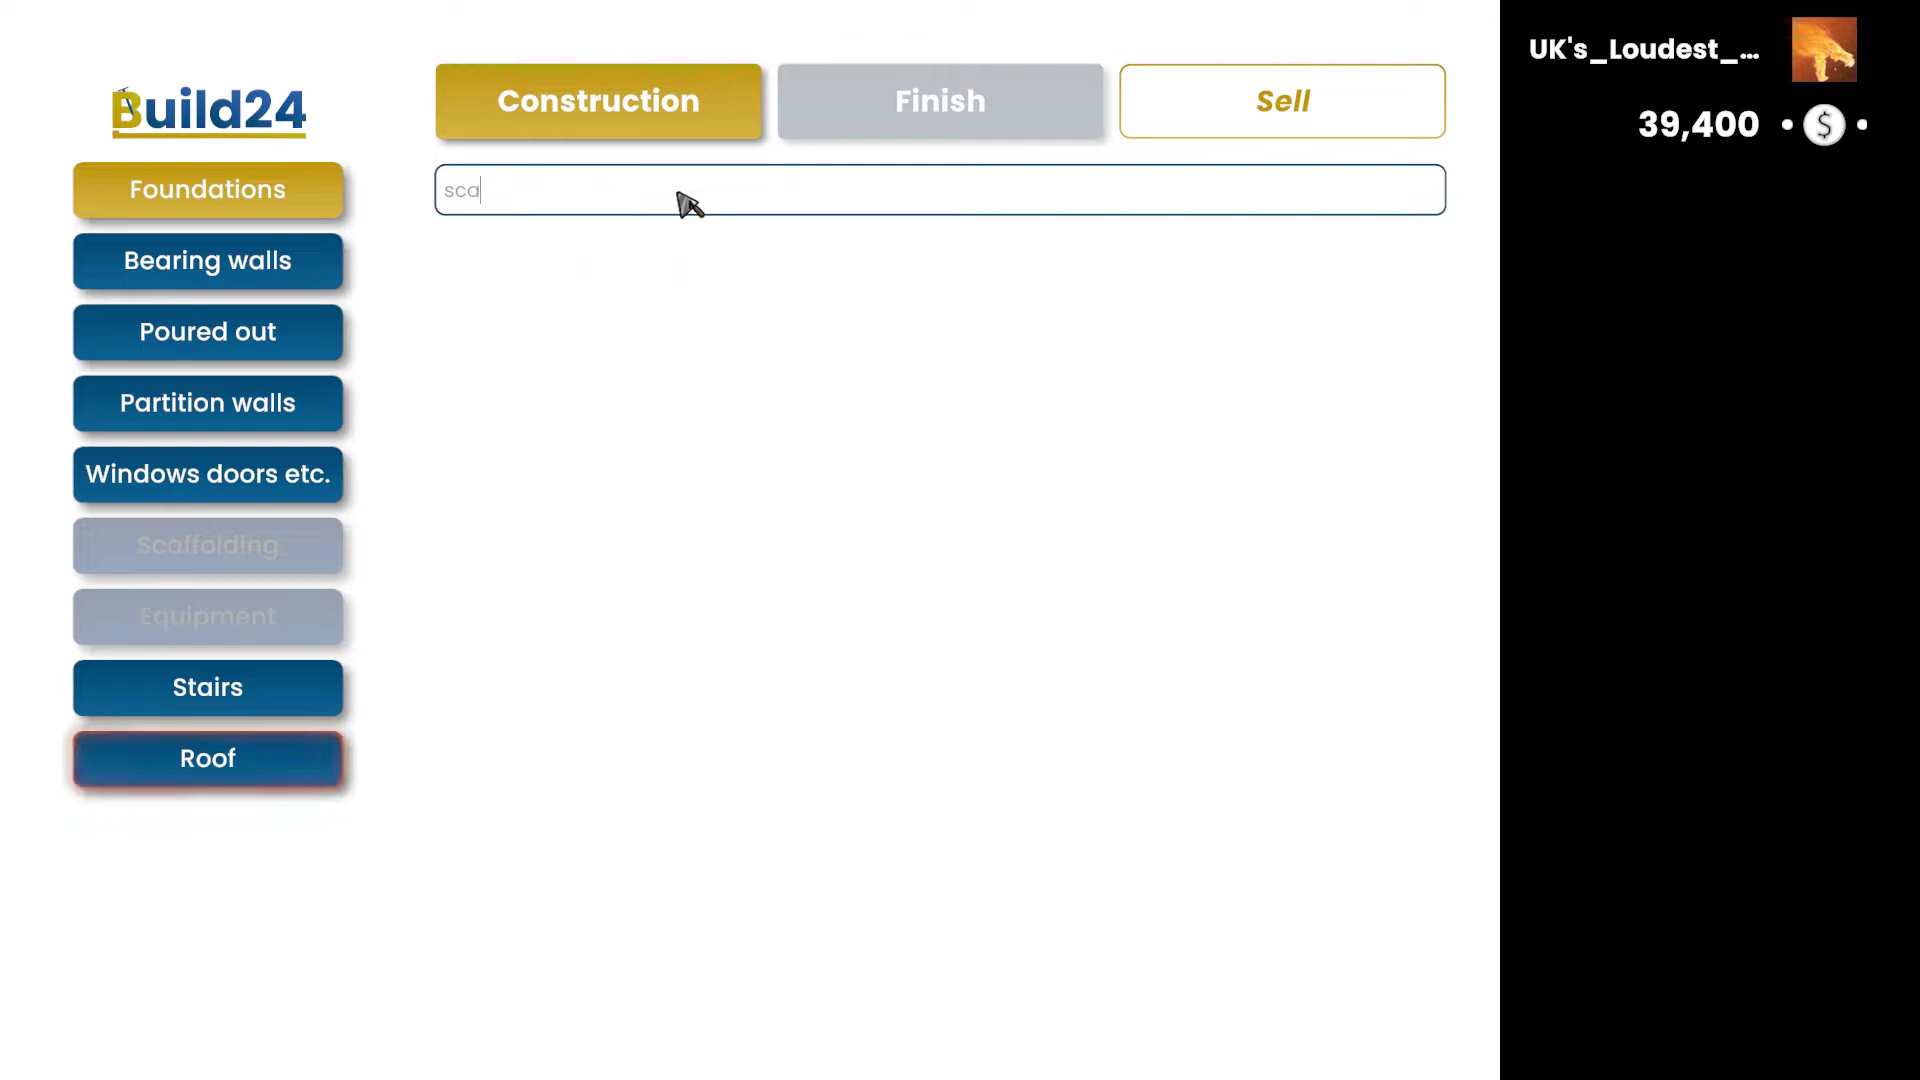 Build24
Foundations
Bearing walls
Poured out
Partition walls
Windows doors etc.
Scaffolding
Equipment
Stairs
Roof
Construction
Finish
Sell
sca
UK's_Loudest_...
39,400
$